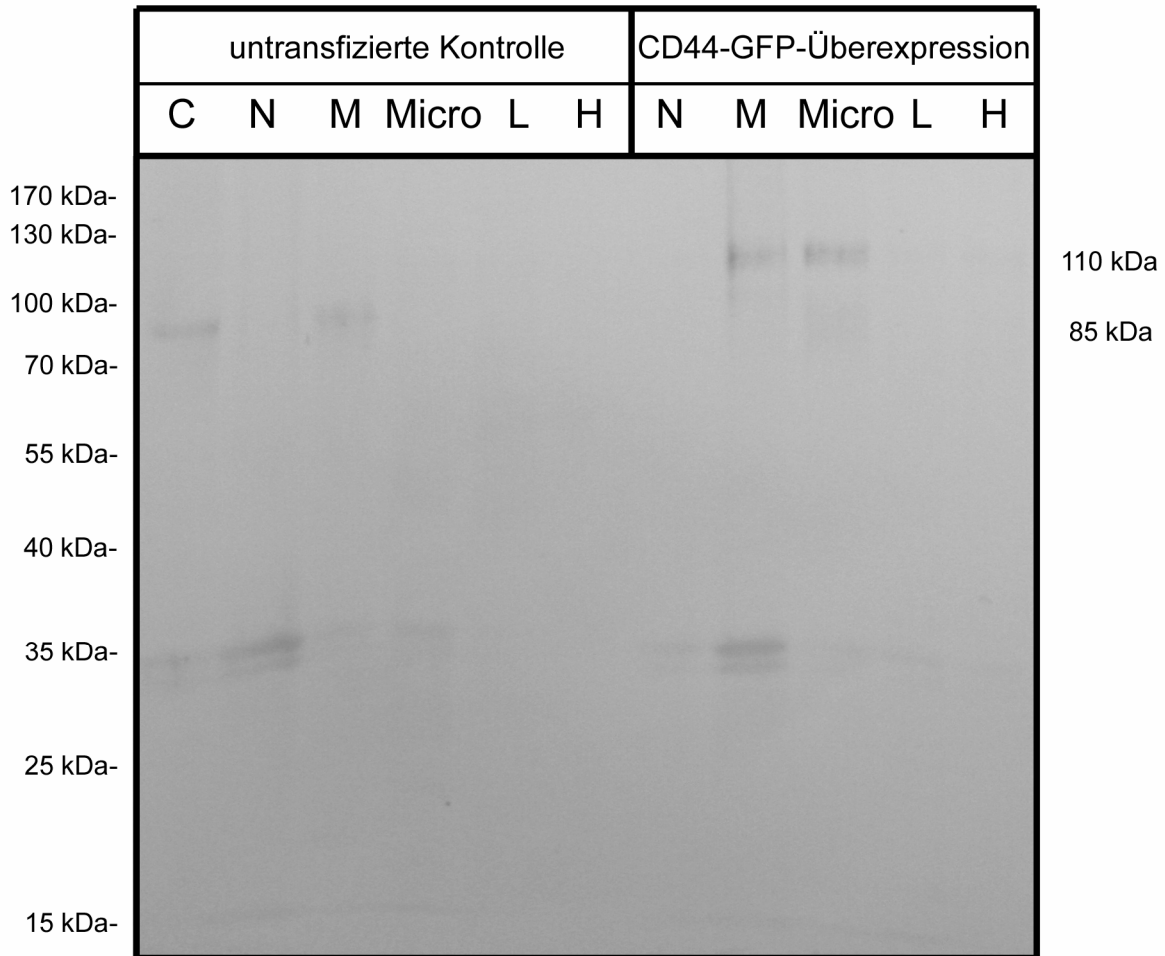 untransfizierte Kontrolle CD44-GFP-Überexpression
C N M Micro L H N M Micro L H
170 kDa-
130 kDa-
110 kDa
100 kDa-
85 kDa
70 kDa-
55 kDa-
40 kDa-
35 kDa-
25 kDa-
15 kDa-